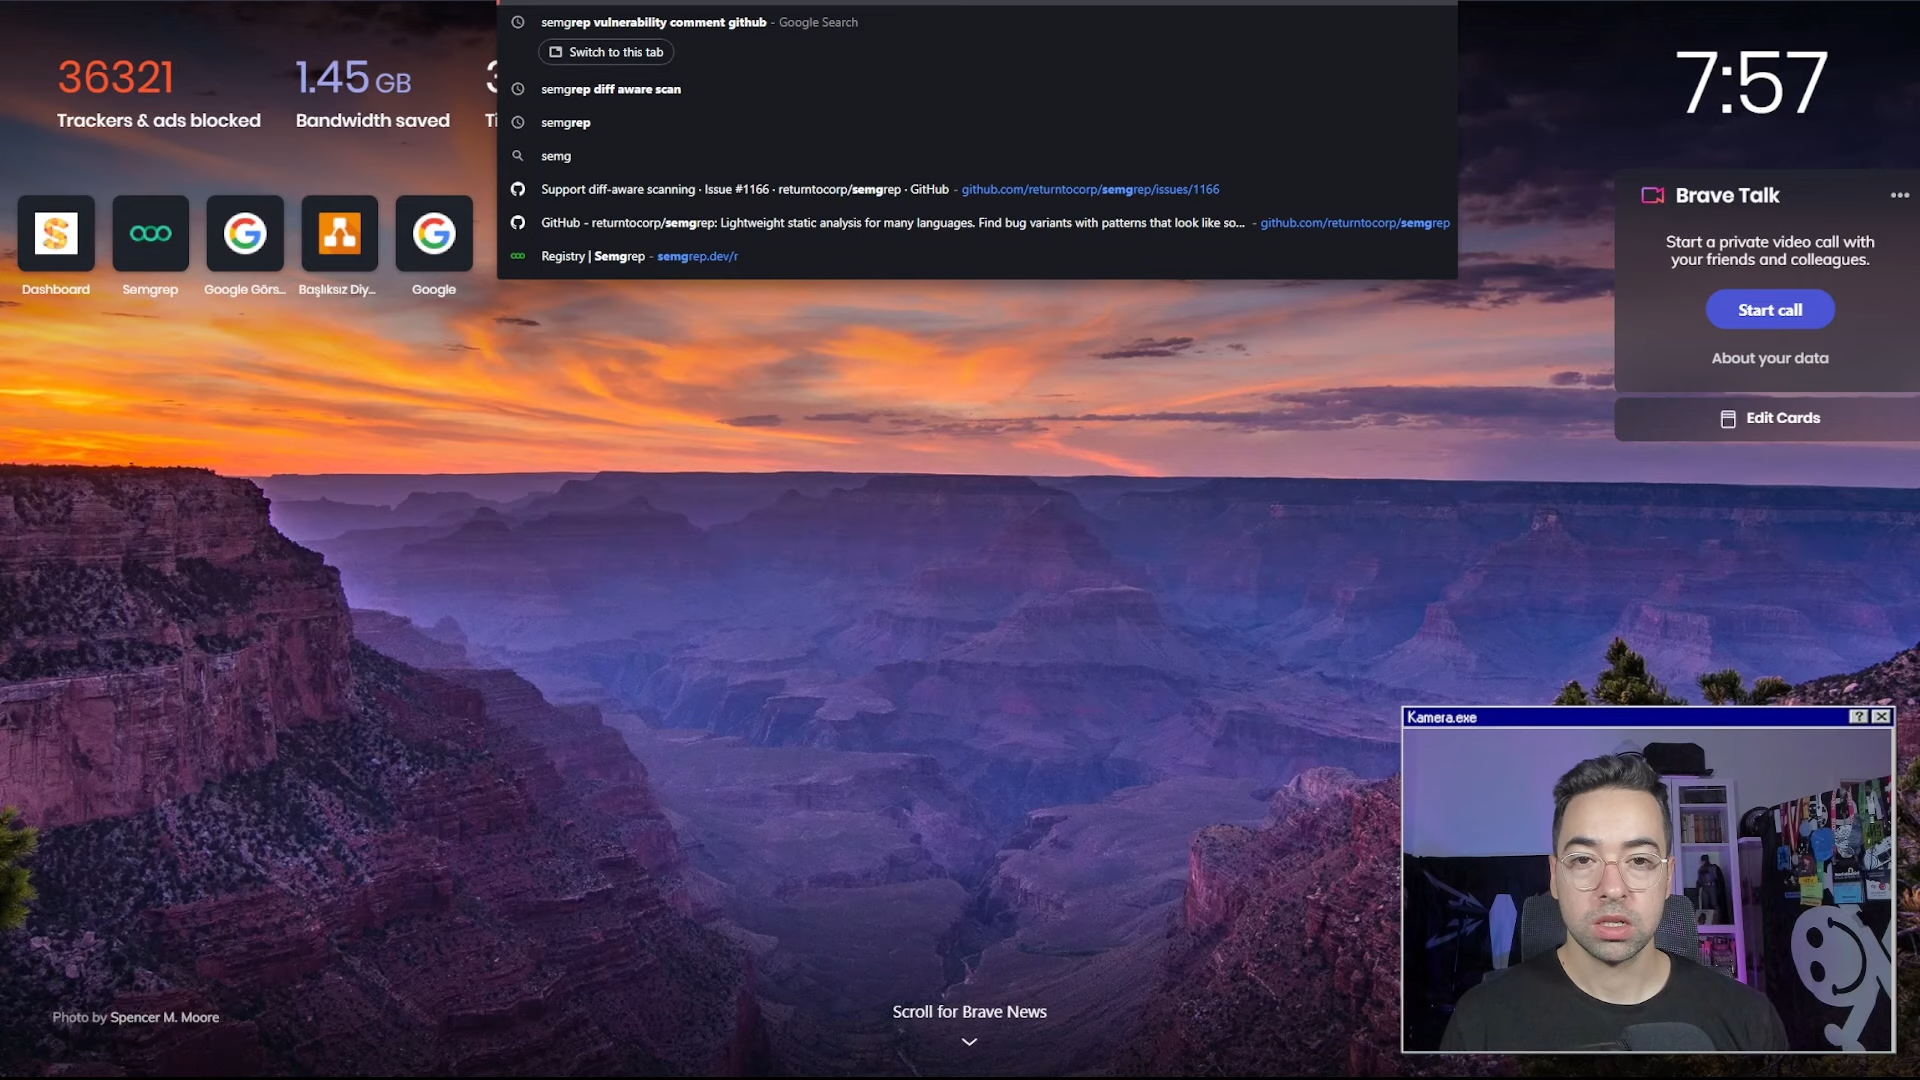 semgrep vulnerability comment github - Google Search
Switch to this tab
semgrep diff aware scan
semgrep
semg
Support diff-aware scanning · Issue #1166 · returntocorp/semgrep · GitHub - github.com/returntocorp/semgrep/issues/1166
GitHub - returntocorp/semgrep: Lightweight static analysis for many languages. Find bug variants with patterns that look like so... - github.com/returntocorp/semgrep
Registry | Semgrep - semgrep.dev/r
36321
Trackers & ads blocked
1.45 GB
Bandwidth saved
7:57
Dashboard
Semgrep
Google Görs...
Başlıksız Diy...
Google
Brave Talk
Start a private video call with
your friends and colleagues.
Start call
About your data
Edit Cards
Kamera.exe
Photo by Spencer M. Moore
Scroll for Brave News